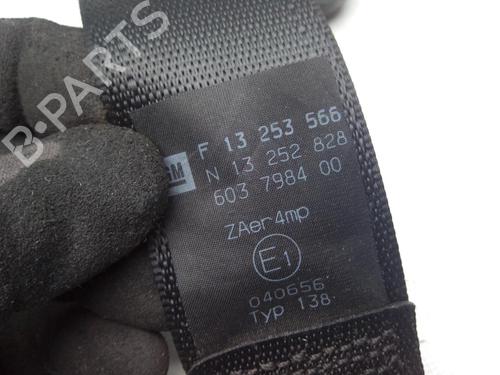 B-PARTS
GM
F 13 253 566
N 13 252 828
603 7984 00
ZAer4mp
E1
040656
Typ 138